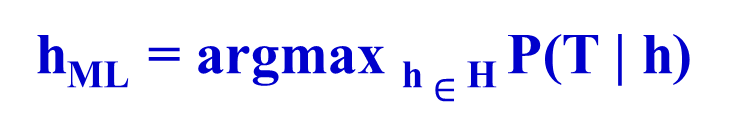 hML = argmax h ∈ H P(T | h)